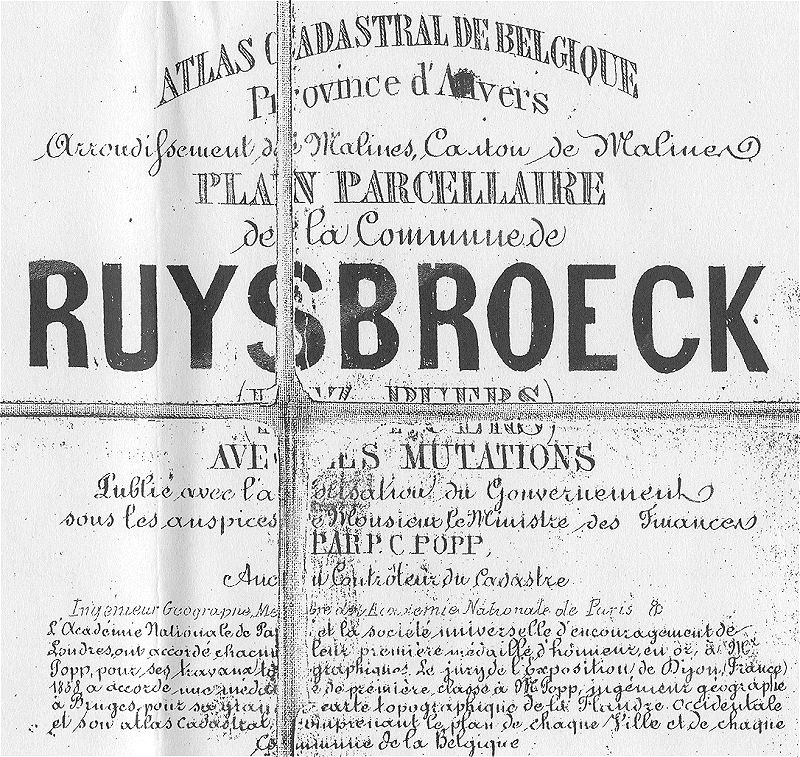 ATLAS CADASTRAL DE BELGIQUE
Province d'Anvers
Arrondissement de Malines, Canton de Malines
PLAN PARCELLAIRE
de la Commune de
RUYSBROECK
AVEC LES MUTATIONS
Publié avec l'autorisation du Gouvernement
sous les auspices de Monsieur le Ministre des Finances
PAR P. C. POPP,
Ancien Contrôleur du Cadastre
Ingénieur Géographe, Membre de l'Academie Nationale de Paris &
L'Académie Nationale de Paris et la société universelle d'encouragement de
Londres, ont accordé chacune leur première médaille d'honneur, en or, à Mr
Popp, pour ses travaux topographiques. Le jury de l'Exposition de Dijon, (France)
1858, a accordé une médaille de première classe à M. Popp, ingénieur géographe
à Bruges, pour sa grande carte topographique de la Flandre Occidentale
et son atlas cadastral, comprenant le plan de chaque Ville et de chaque
Commune de la Belgique